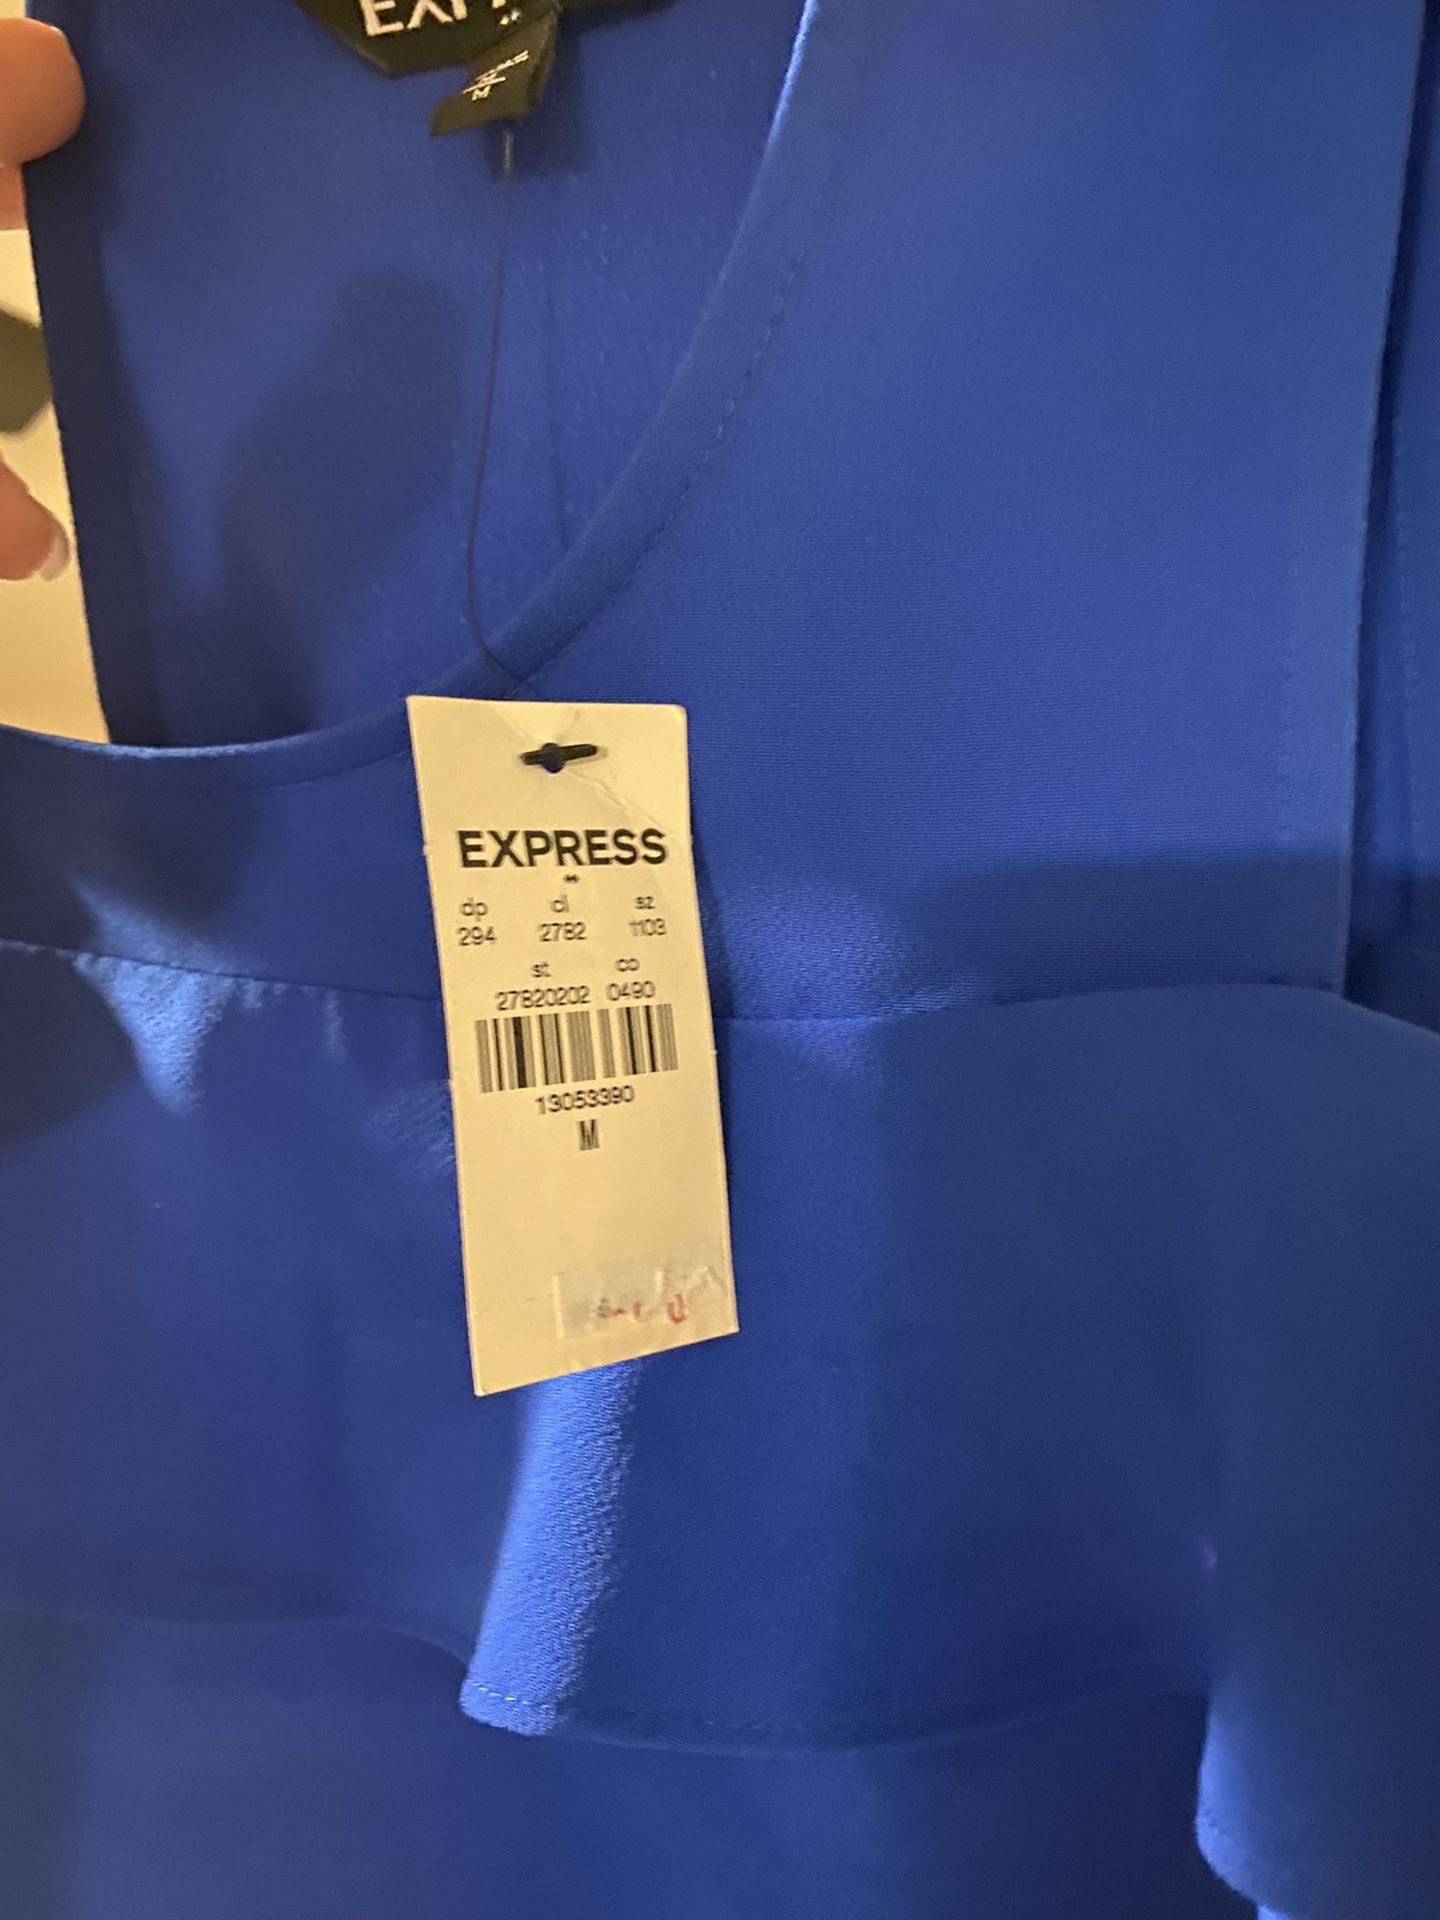 M
EXPRESS
dp cl sz
294 2782 1103
st co
27820202 0490
13053390
M